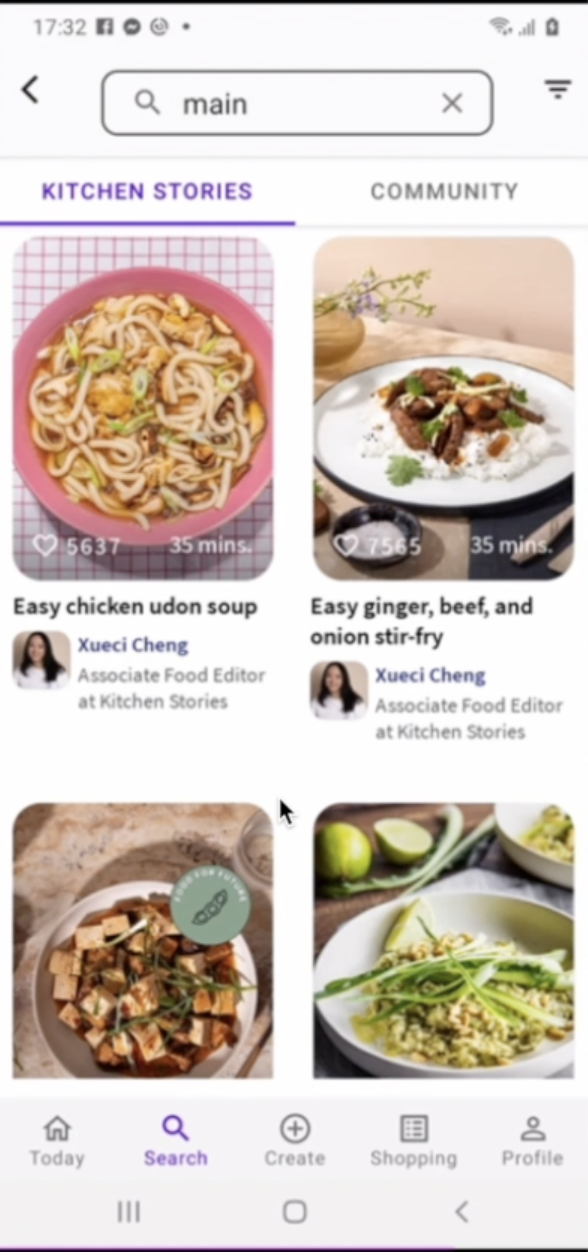 17:32
main
KITCHEN STORIES COMMUNITY
5637 35 mins.
7565 35 mins.
Easy chicken udon soup
Xueci Cheng
Associate Food Editor
at Kitchen Stories
Easy ginger, beef, and
onion stir-fry
Xueci Cheng
Associate Food Editor
at Kitchen Stories
FOOD FOR FUTURE
Today Search Create Shopping Profile